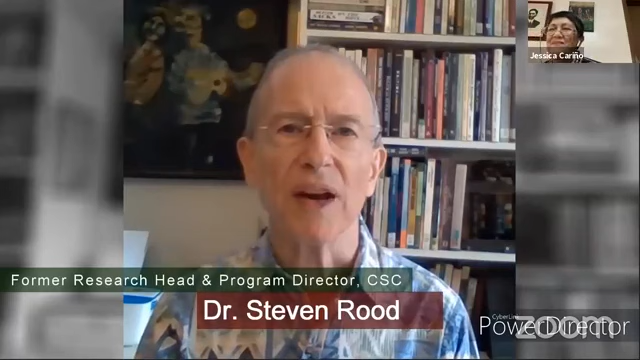 Jessica Cariño
Former Research Head & Program Director, CSC
Dr. Steven Rood
zoom
PowerDirector